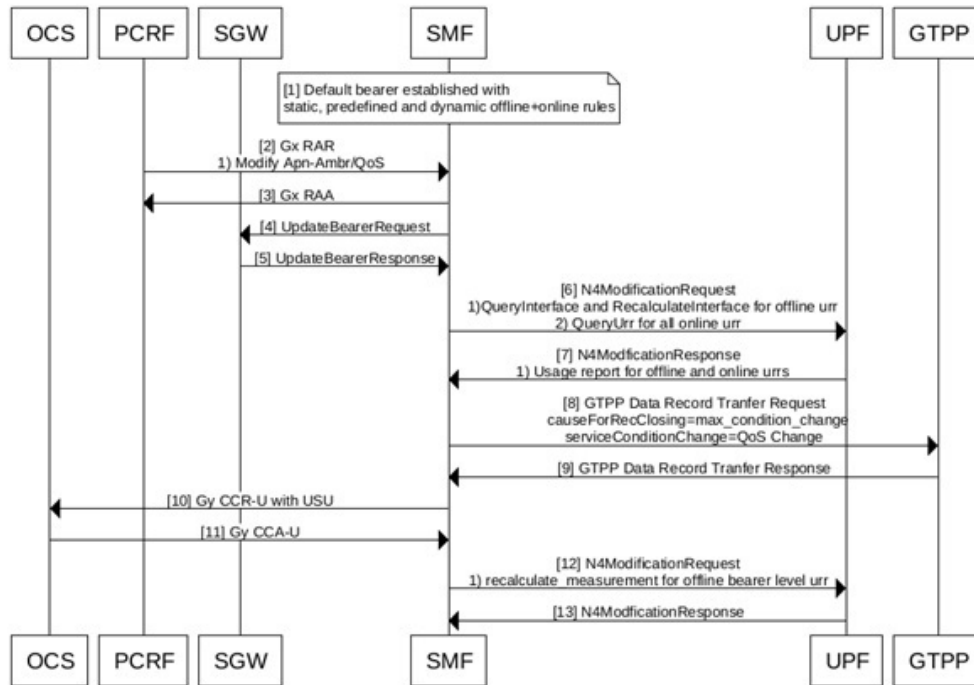 OCS PCRF SGW SMF UPF GTPP
[1] Default bearer established with
static, predefined and dynamic offline+online rules
[2] Gx RAR
1) Modify Apn-Ambr/QoS
[3] Gx RAA
[4] UpdateBearerRequest
[5] UpdateBearerResponse
[6] N4ModificationRequest
1)QueryInterface and RecalculateInterface for offline urr
2) QueryUrr for all online urr
[7] N4ModficationResponse
1) Usage report for offline and online urrs
[8] GTPP Data Record Tranfer Request
causeForRecClosing=max_condition_change
serviceConditionChange=QoS Change
[9] GTPP Data Record Tranfer Response
[10] Gy CCR-U with USU
[11] Gy CCA-U
[12] N4ModificationRequest
1) recalculate measurement for offline bearer level urr
[13] N4ModficationResponse
OCS PCRF SGW SMF UPF GTPP